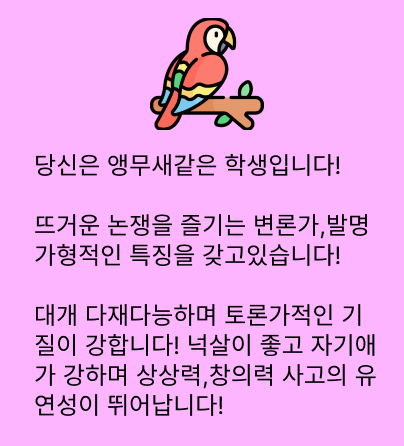 당신은 앵무새같은 학생입니다!
뜨거운 논쟁을 즐기는 변론가,발명
가형적인 특징을 갖고있습니다!
대개 다재다능하며 토론가적인 기
질이 강합니다! 넉살이 좋고 자기애
가 강하며 상상력,창의력 사고의 유
연성이 뛰어납니다!